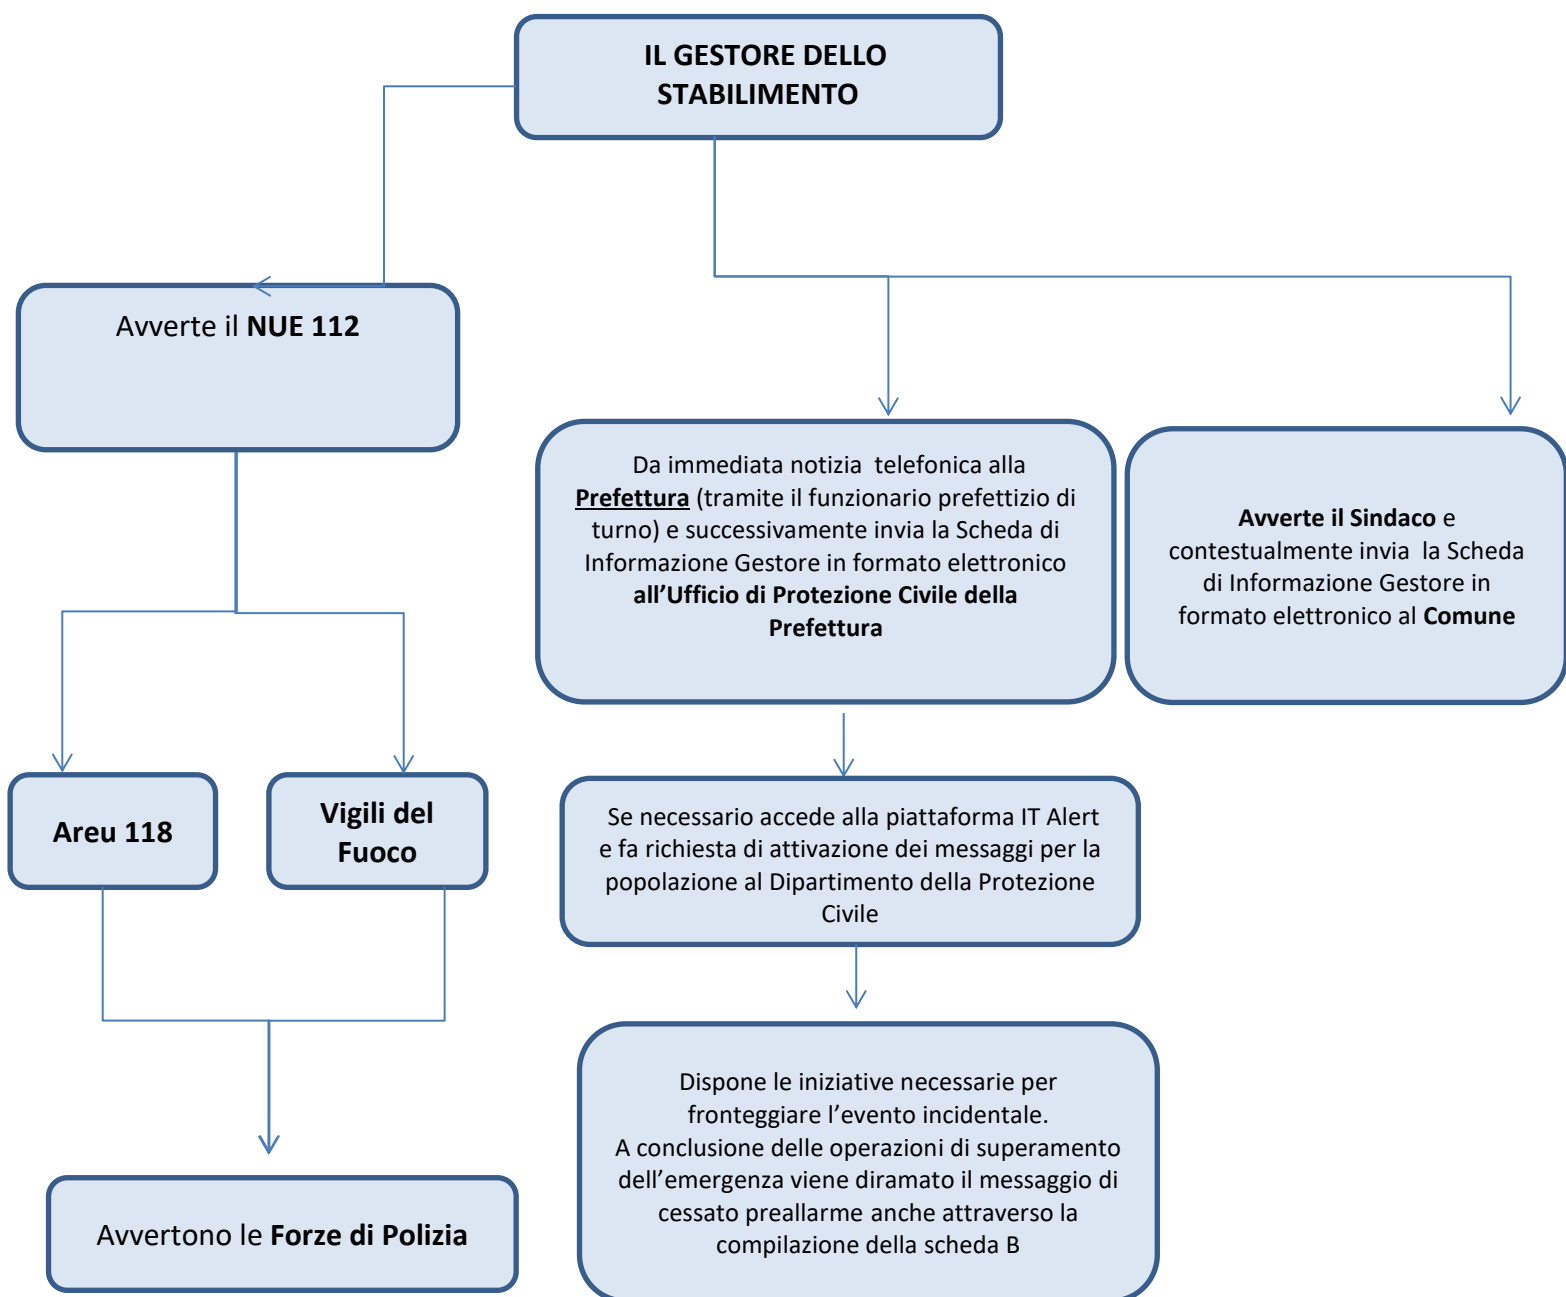 IL GESTORE DELLO
STABILIMENTO
Avverte il NUE 112
Da immediata notizia telefonica alla
Prefettura (tramite il funzionario prefettizio di
turno) e successivamente invia la Scheda di
Informazione Gestore in formato elettronico
all’Ufficio di Protezione Civile della
Prefettura
Avverte il Sindaco e
contestualmente invia la Scheda
di Informazione Gestore in
formato elettronico al Comune
Areu 118
Vigili del
Fuoco
Se necessario accede alla piattaforma IT Alert
e fa richiesta di attivazione dei messaggi per la
popolazione al Dipartimento della Protezione
Civile
Avvertono le Forze di Polizia
Dispone le iniziative necessarie per
fronteggiare l’evento incidentale.
A conclusione delle operazioni di superamento
dell’emergenza viene diramato il messaggio di
cessato preallarme anche attraverso la
compilazione della scheda B